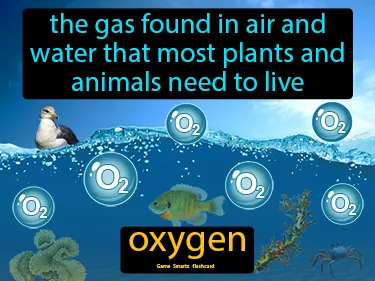 the gas found in air and
water that most plants and
animals need to live
O2
O2
O2
O2
O2
O2
oxygen
Game Smartz flashcard